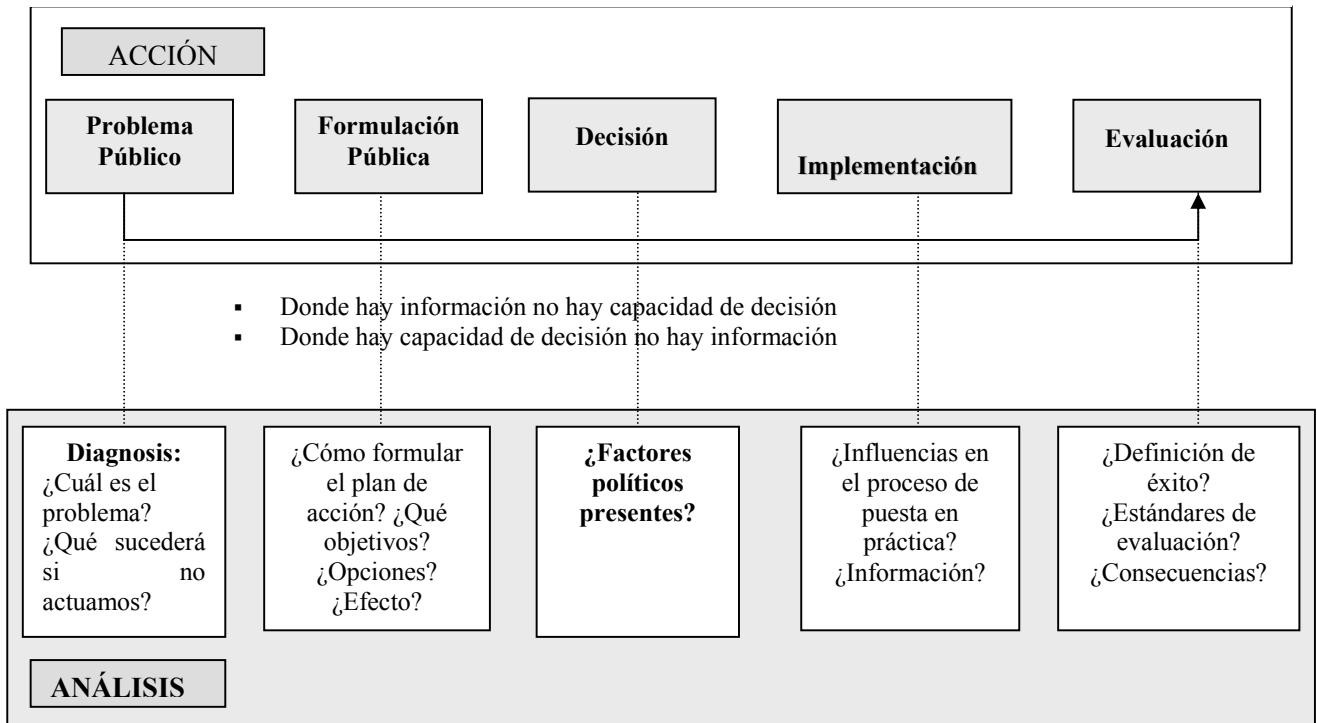 ACCIÓN
Problema
Público
Formulación
Pública
Decisión
Implementación
Evaluación
▪ Donde hay información no hay capacidad de decisión
▪ Donde hay capacidad de decisión no hay información
Diagnosis:
¿Cuál es el
problema?
¿Qué sucederá
si no
actuamos?
¿Cómo formular
el plan de
acción? ¿Qué
objetivos?
¿Opciones?
¿Efecto?
¿Factores
políticos
presentes?
¿Influencias en
el proceso de
puesta en
práctica?
¿Información?
¿Definición de
éxito?
¿Estándares de
evaluación?
¿Consecuencias?
ANÁLISIS